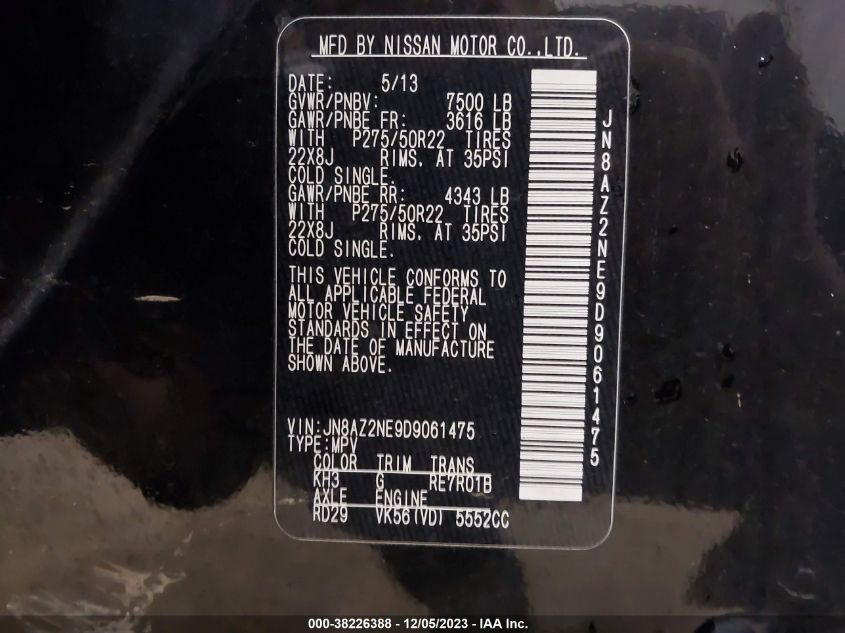 MFD BY NISSAN MOTOR CO.,LTD.
DATE: 5/13
GVWR/PNBV: 7500 LB
GAWR/PNBE FR: 3616 LB
WITH P275/50R22 TIRES
22X8J RIMS. AT 35PSI
COLD SINGLE.
GAWR/PNBE RR: 4343 LB
WITH P275/50R22 TIRES
22X8J RIMS. AT 35PSI
COLD SINGLE.
THIS VEHICLE CONFORMS TO
ALL APPLICABLE FEDERAL
MOTOR VEHICLE SAFETY
STANDARDS IN EFFECT ON
THE DATE OF MANUFACTURE
SHOWN ABOVE.
VIN:JN8AZ2NE9D9061475
TYPE:MPV
COLOR TRIM TRANS
KH3 G RE7R01B
AXLE ENGINE
RD29 VK56(VD) 5552CC
JN8AZ2NE9D9061475
000-38226388 - 12/05/2023 - IAA Inc.